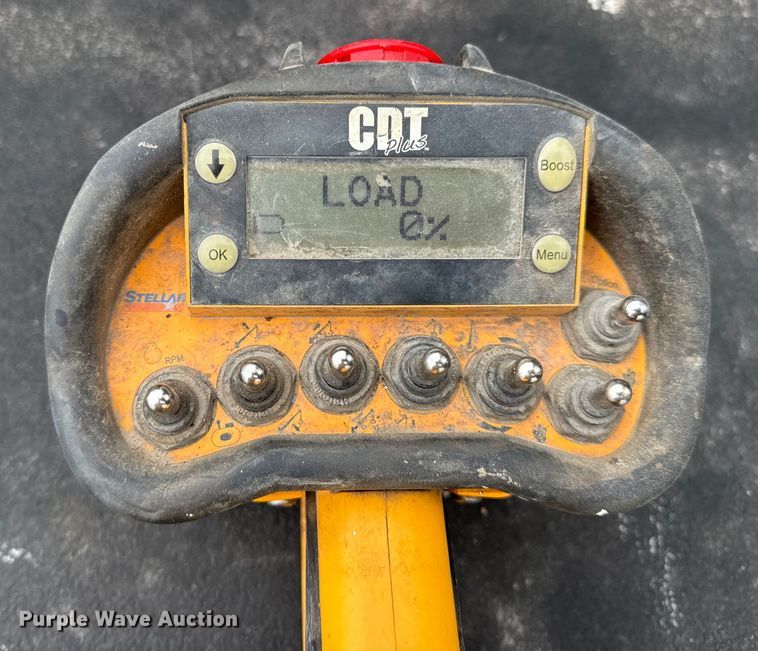 CDT
plus
Boost
LOAD
0%
OK
Menu
STELLAR
RPM
Purple Wave Auction